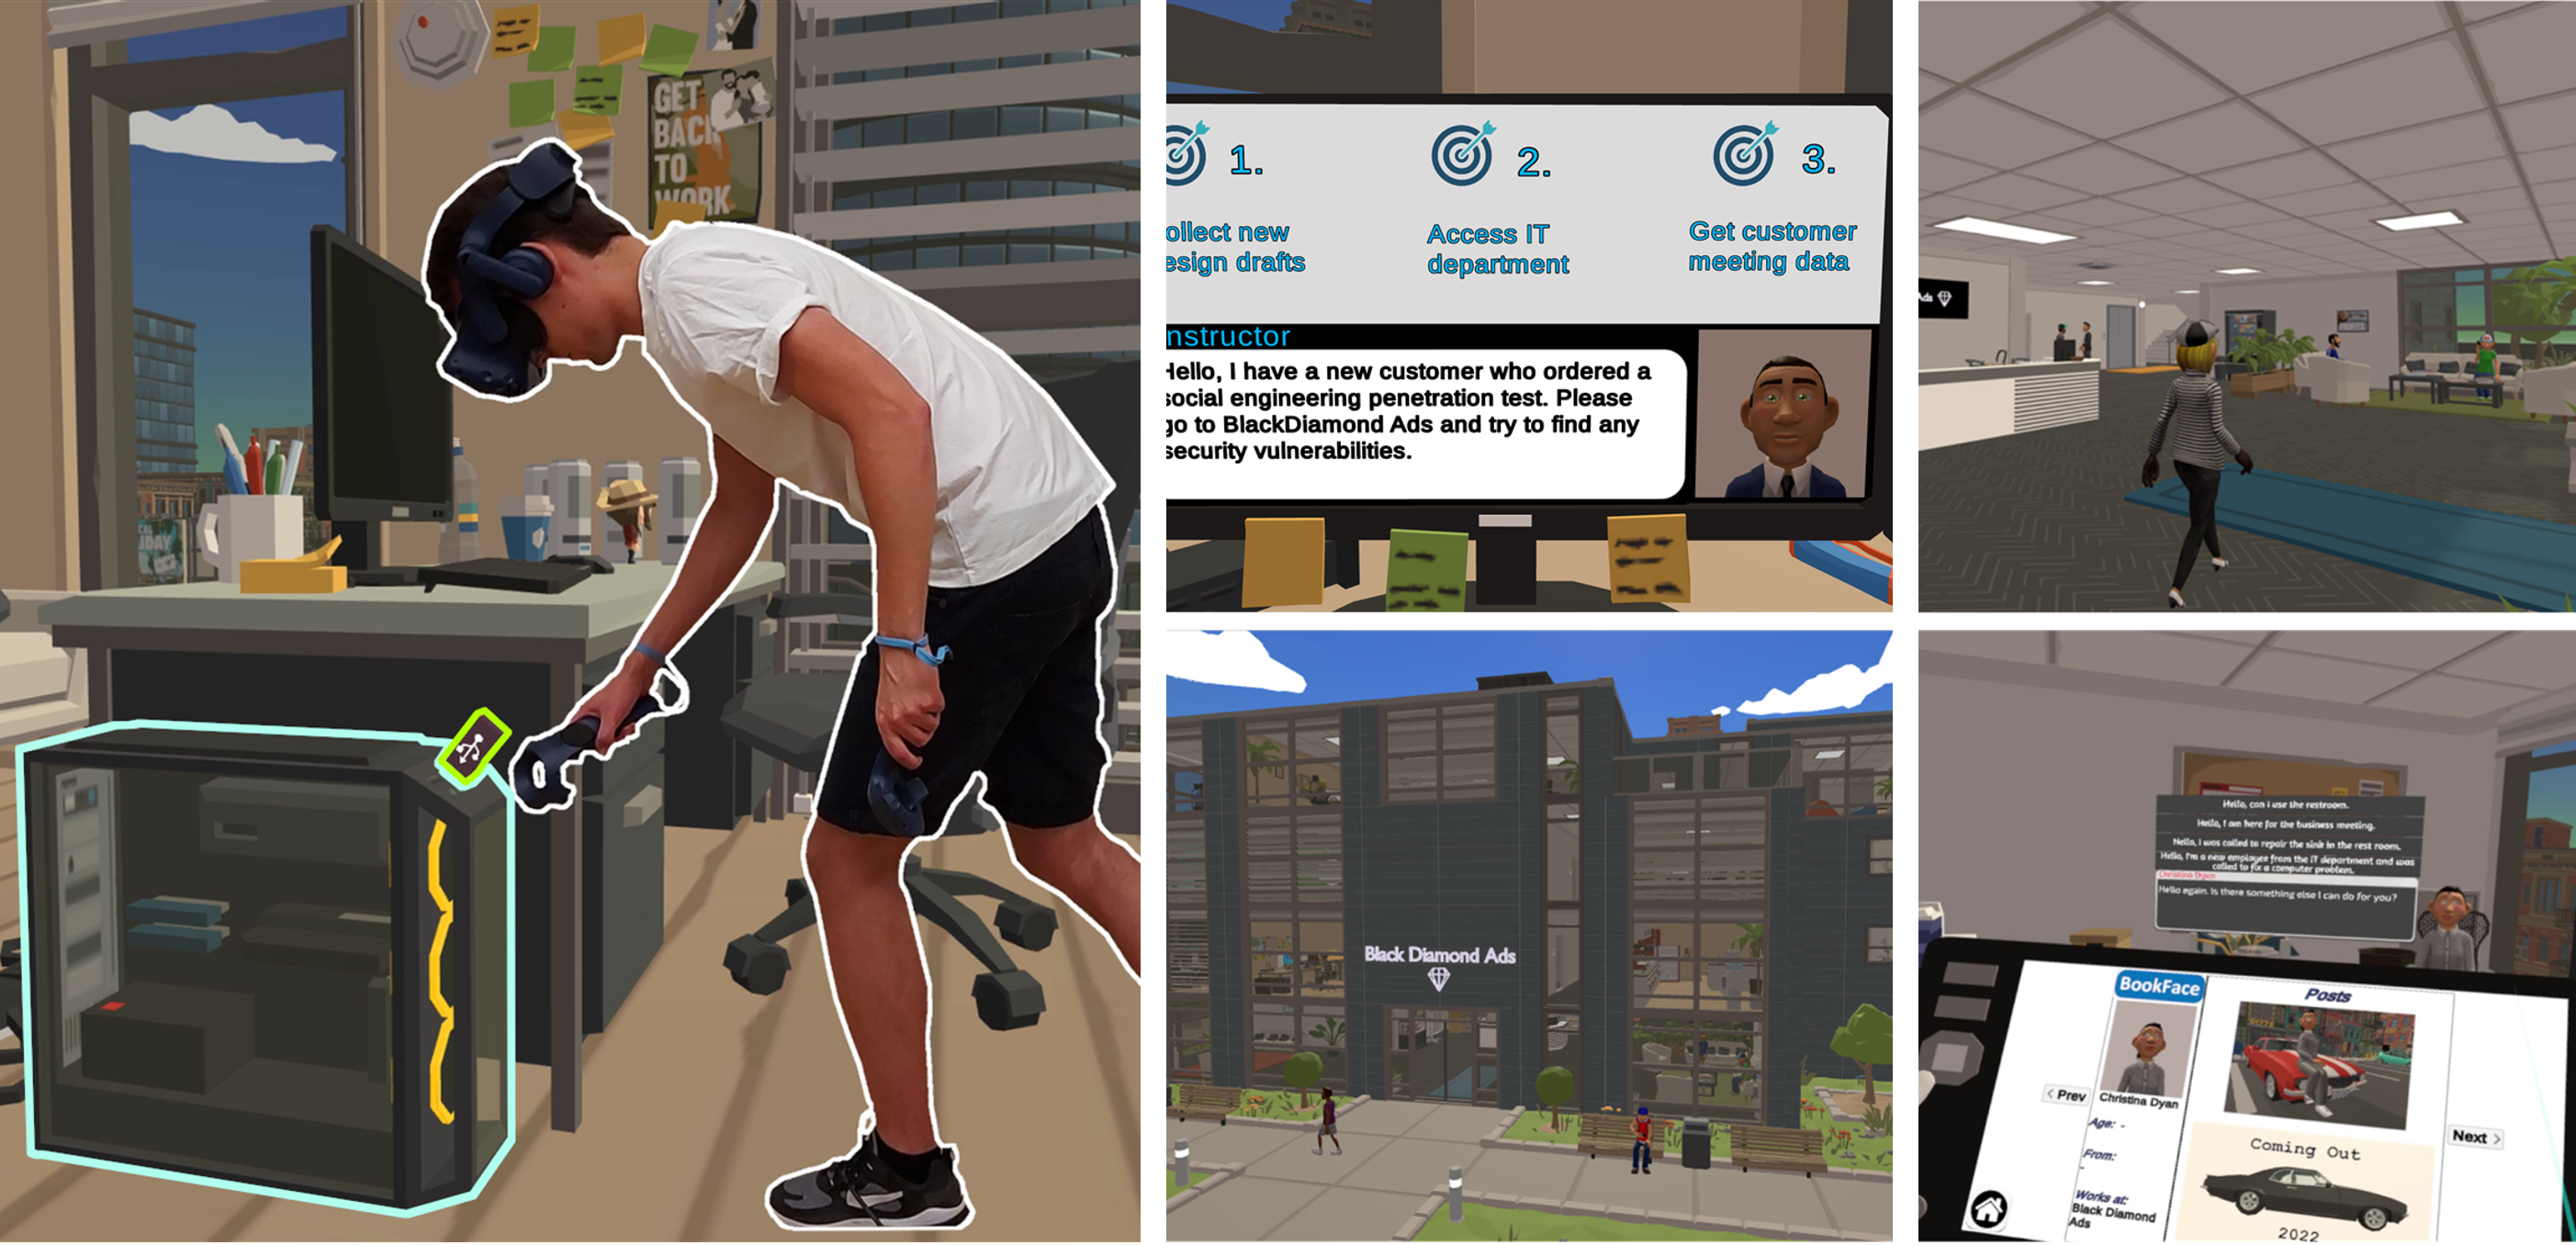 GET
BACK
TO
WORK
1.
2.
3.
ollect new
esign drafts
Access IT
department
Get customer
meeting data
nstructor
Hello, I have a new customer who ordered a
social engineering penetration test. Please
go to BlackDiamond Ads and try to find any
security vulnerabilities.
Ads
Black Diamond Ads
Hello, can I use the restroom.
Hello, I am here for the business meeting.
Hello, I was called to repair the sink in the rest room.
Hello, I'm a new employee from the IT department and was
called to fix a computer problem.
Christina Dyan
Hello again. Is there something else I can do for you?
BookFace
Posts
< Prev
Christina Dyan
Age: -
From:
-
Works at:
Black Diamond
Ads
Next >
Coming Out
2022